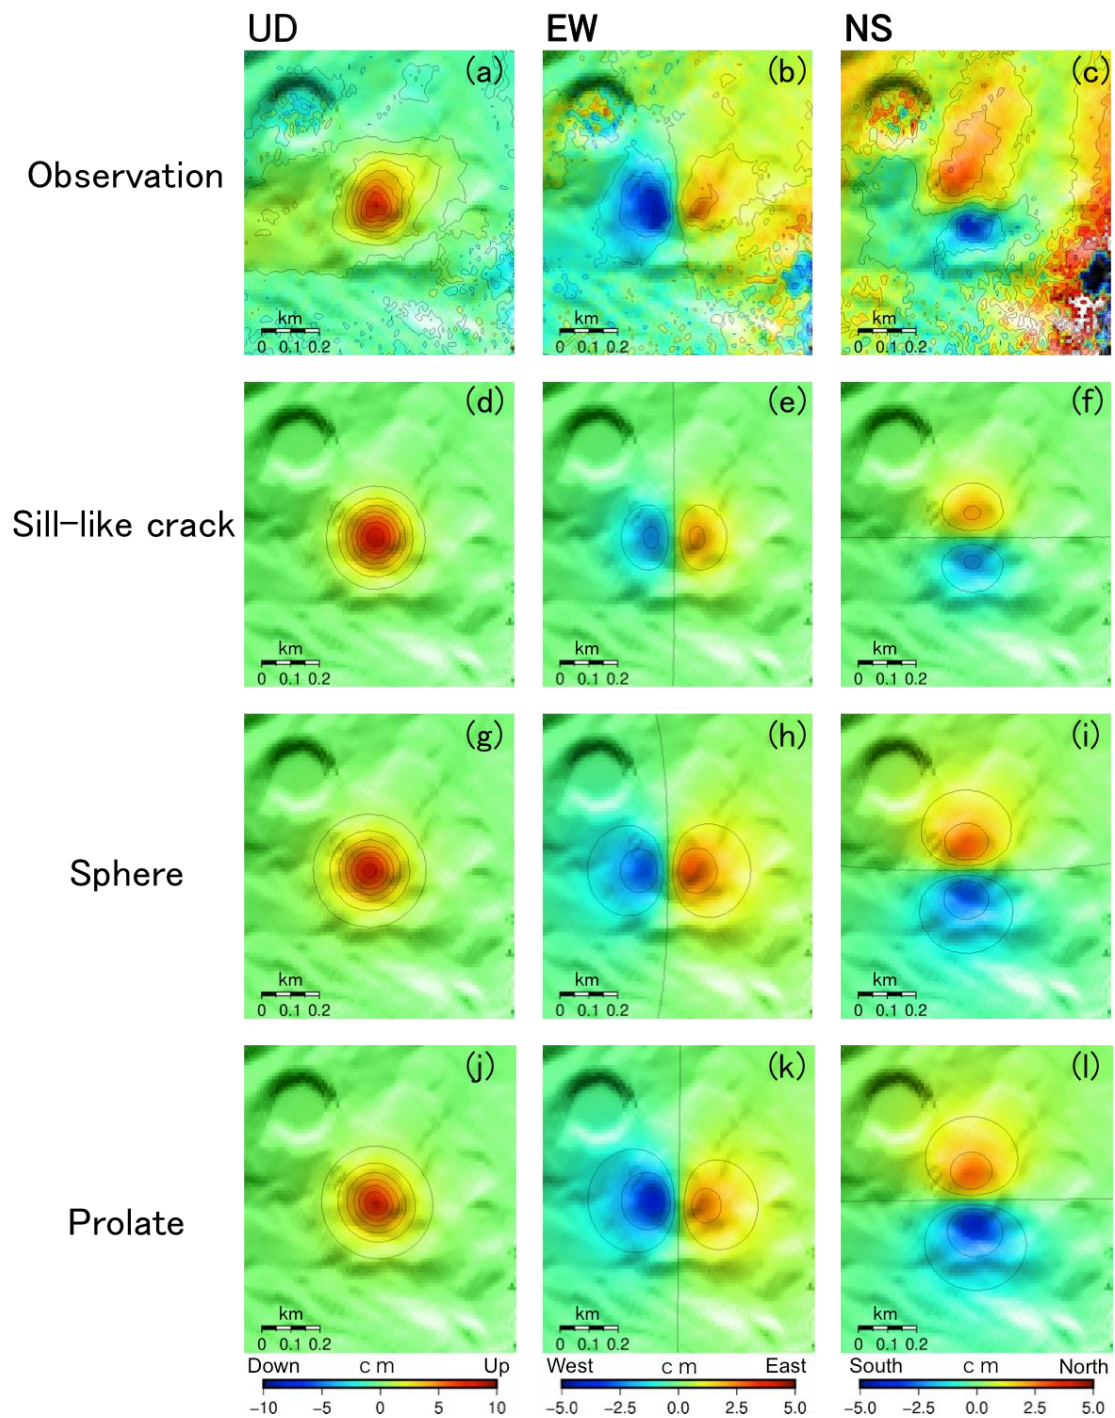 UD EW NS
Observation (a) (b) (c)
km km km
0 0.1 0.2 0 0.1 0.2 0 0.1 0.2
Sill-like crack (d) (e) (f)
km km km
0 0.1 0.2 0 0.1 0.2 0 0.1 0.2
Sphere (g) (h) (i)
km km km
0 0.1 0.2 0 0.1 0.2 0 0.1 0.2
Prolate (j) (k) (l)
km km km
0 0.1 0.2 0 0.1 0.2 0 0.1 0.2
Down cm Up West cm East South cm North
-10 -5 0 5 10 -5.0 -2.5 0.0 2.5 5.0 -5.0 -2.5 0.0 2.5 5.0